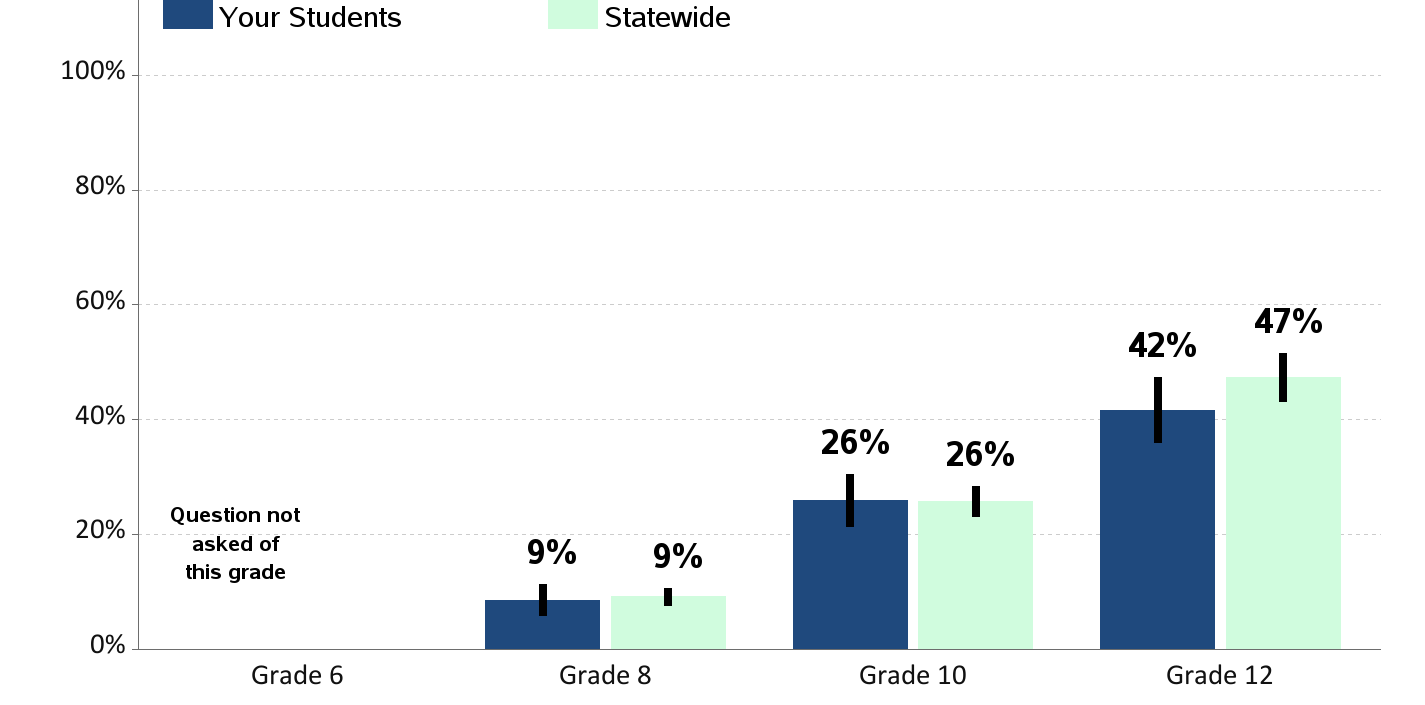 Your Students
Statewide
100%
80%
60%
40%
20%
0%
Question not
asked of
this grade
9%
9%
26%
26%
42%
47%
Grade 6
Grade 8
Grade 10
Grade 12